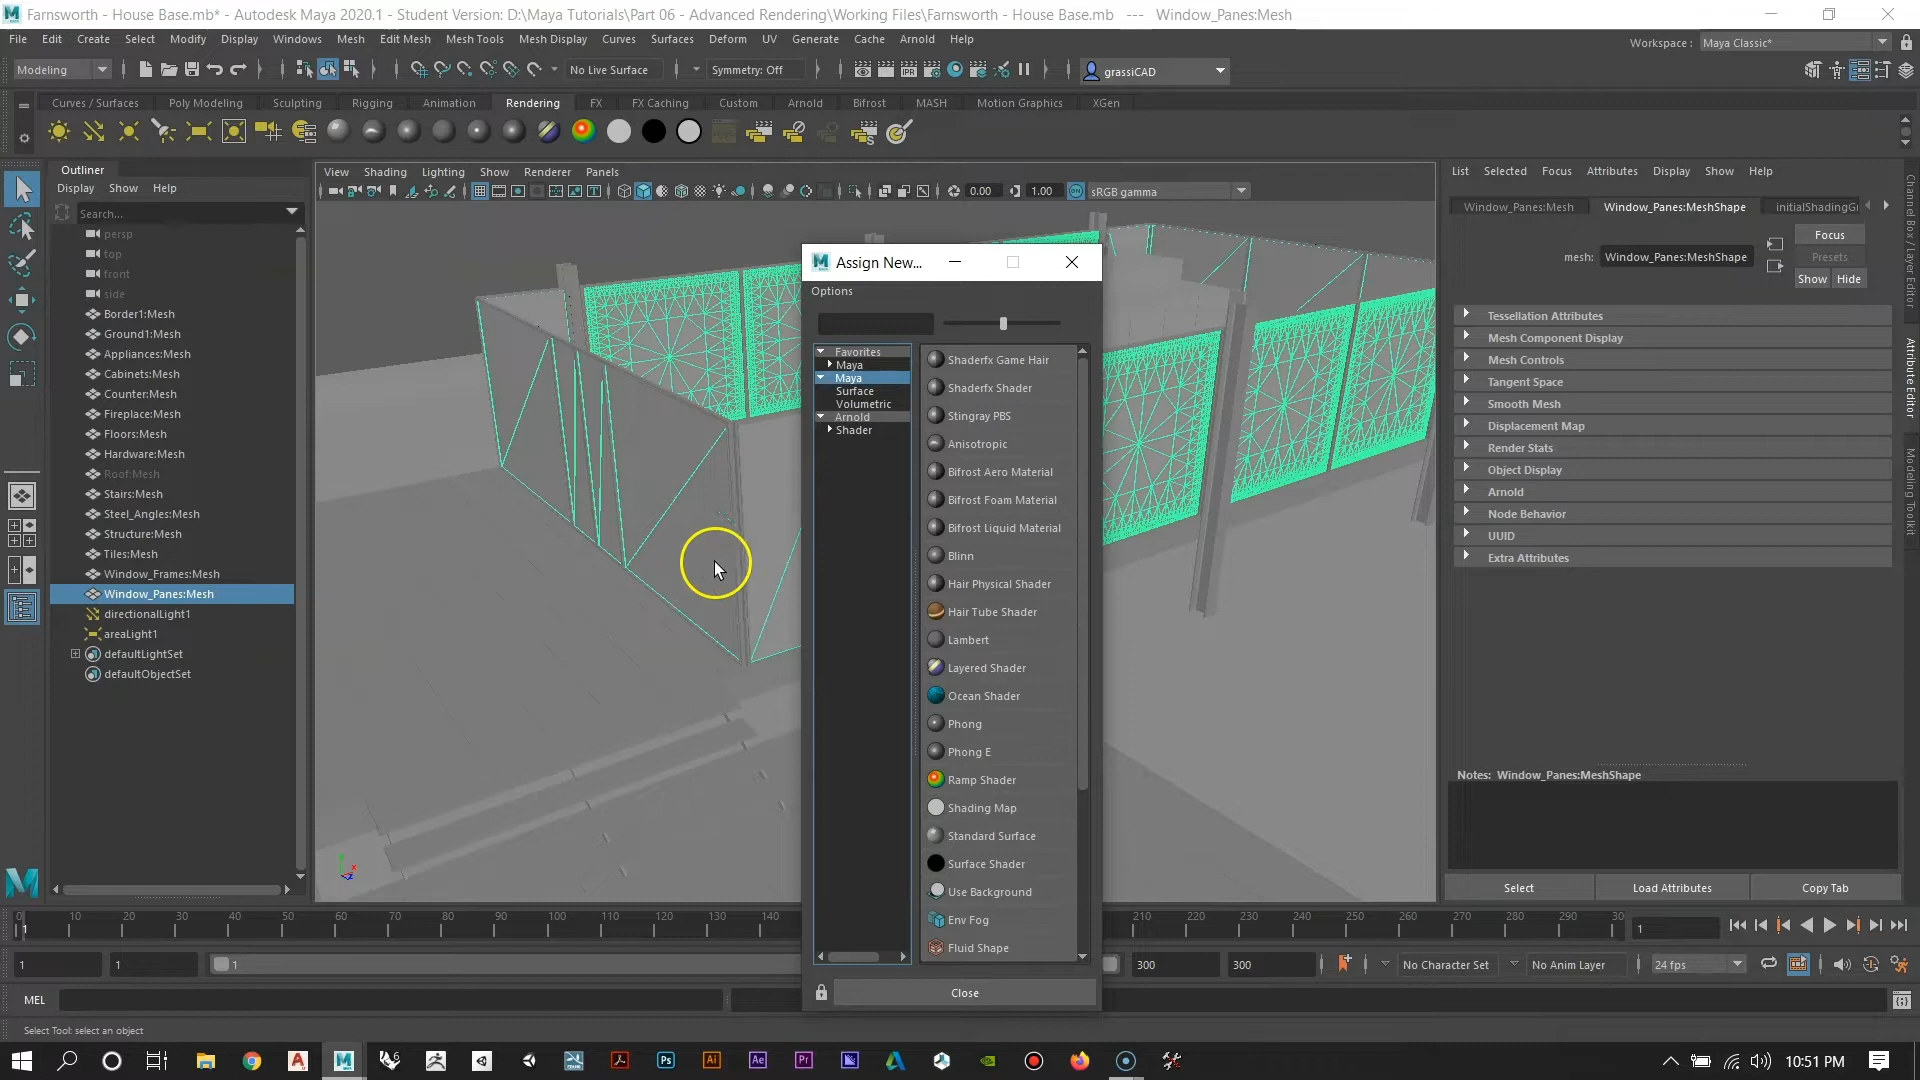 Farnsworth - House Base.mb* - Autodesk Maya 2020.1 - Student Version: D:\Maya Tutorials\Part 06 - Advanced Rendering\Working Files\Farnsworth - House Base.mb --- Window_Panes:Mesh
File Edit Create Select Modify Display Windows Mesh Edit Mesh Mesh Tools Mesh Display Curves Surfaces Deform UV Generate Cache Arnold Help
Workspace : Maya Classic*
Modeling No Live Surface Symmetry: Off grassiCAD
Curves / Surfaces Poly Modeling Sculpting Rigging Animation Rendering FX FX Caching Custom Arnold Bifrost MASH Motion Graphics XGen
Outliner
Display Show Help
Search...
persp
top
front
side
Border1:Mesh
Ground1:Mesh
Appliances:Mesh
Cabinets:Mesh
Counter:Mesh
Fireplace:Mesh
Floors:Mesh
Hardware:Mesh
Roof:Mesh
Stairs:Mesh
Steel_Angles:Mesh
Structure:Mesh
Tiles:Mesh
Window_Frames:Mesh
Window_Panes:Mesh
directionalLight1
areaLight1
defaultLightSet
defaultObjectSet
View Shading Lighting Show Renderer Panels
0.00 1.00 ON sRGB gamma
Assign New...
Options
Favorites
Maya
Maya
Surface
Volumetric
Arnold
Shader
Shaderfx Game Hair
Shaderfx Shader
Stingray PBS
Anisotropic
Bifrost Aero Material
Bifrost Foam Material
Bifrost Liquid Material
Blinn
Hair Physical Shader
Hair Tube Shader
Lambert
Layered Shader
Ocean Shader
Phong
Phong E
Ramp Shader
Shading Map
Standard Surface
Surface Shader
Use Background
Env Fog
Fluid Shape
Close
List Selected Focus Attributes Display Show Help
Window_Panes:Mesh Window_Panes:MeshShape initialShadingGr
Focus
Presets
mesh: Window_Panes:MeshShape
Show Hide
Tessellation Attributes
Mesh Component Display
Mesh Controls
Tangent Space
Smooth Mesh
Displacement Map
Render Stats
Object Display
Arnold
Node Behavior
UUID
Extra Attributes
Notes: Window_Panes:MeshShape
Select Load Attributes Copy Tab
Channel Box / Layer Editor
Attribute Editor
Modeling Toolkit
0 10 20 30 40 50 60 70 80 90 100 110 120 130 140 210 220 230 240 250 260 270 280 290 30
1 1
1 1 1 300 300 No Character Set No Anim Layer 24 fps
MEL
Select Tool: select an object
10:51 PM